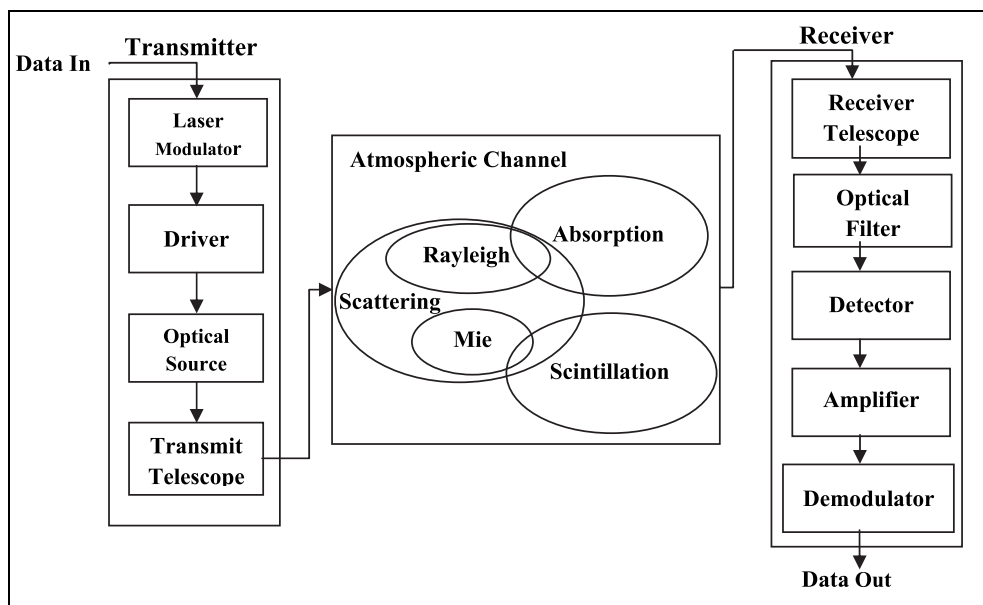 Transmitter
Data In
Laser
Modulator
Driver
Optical
Source
Transmit
Telescope
Atmospheric Channel
Absorption
Rayleigh
Scattering
Mie
Scintillation
Receiver
Receiver
Telescope
Optical
Filter
Detector
Amplifier
Demodulator
Data Out